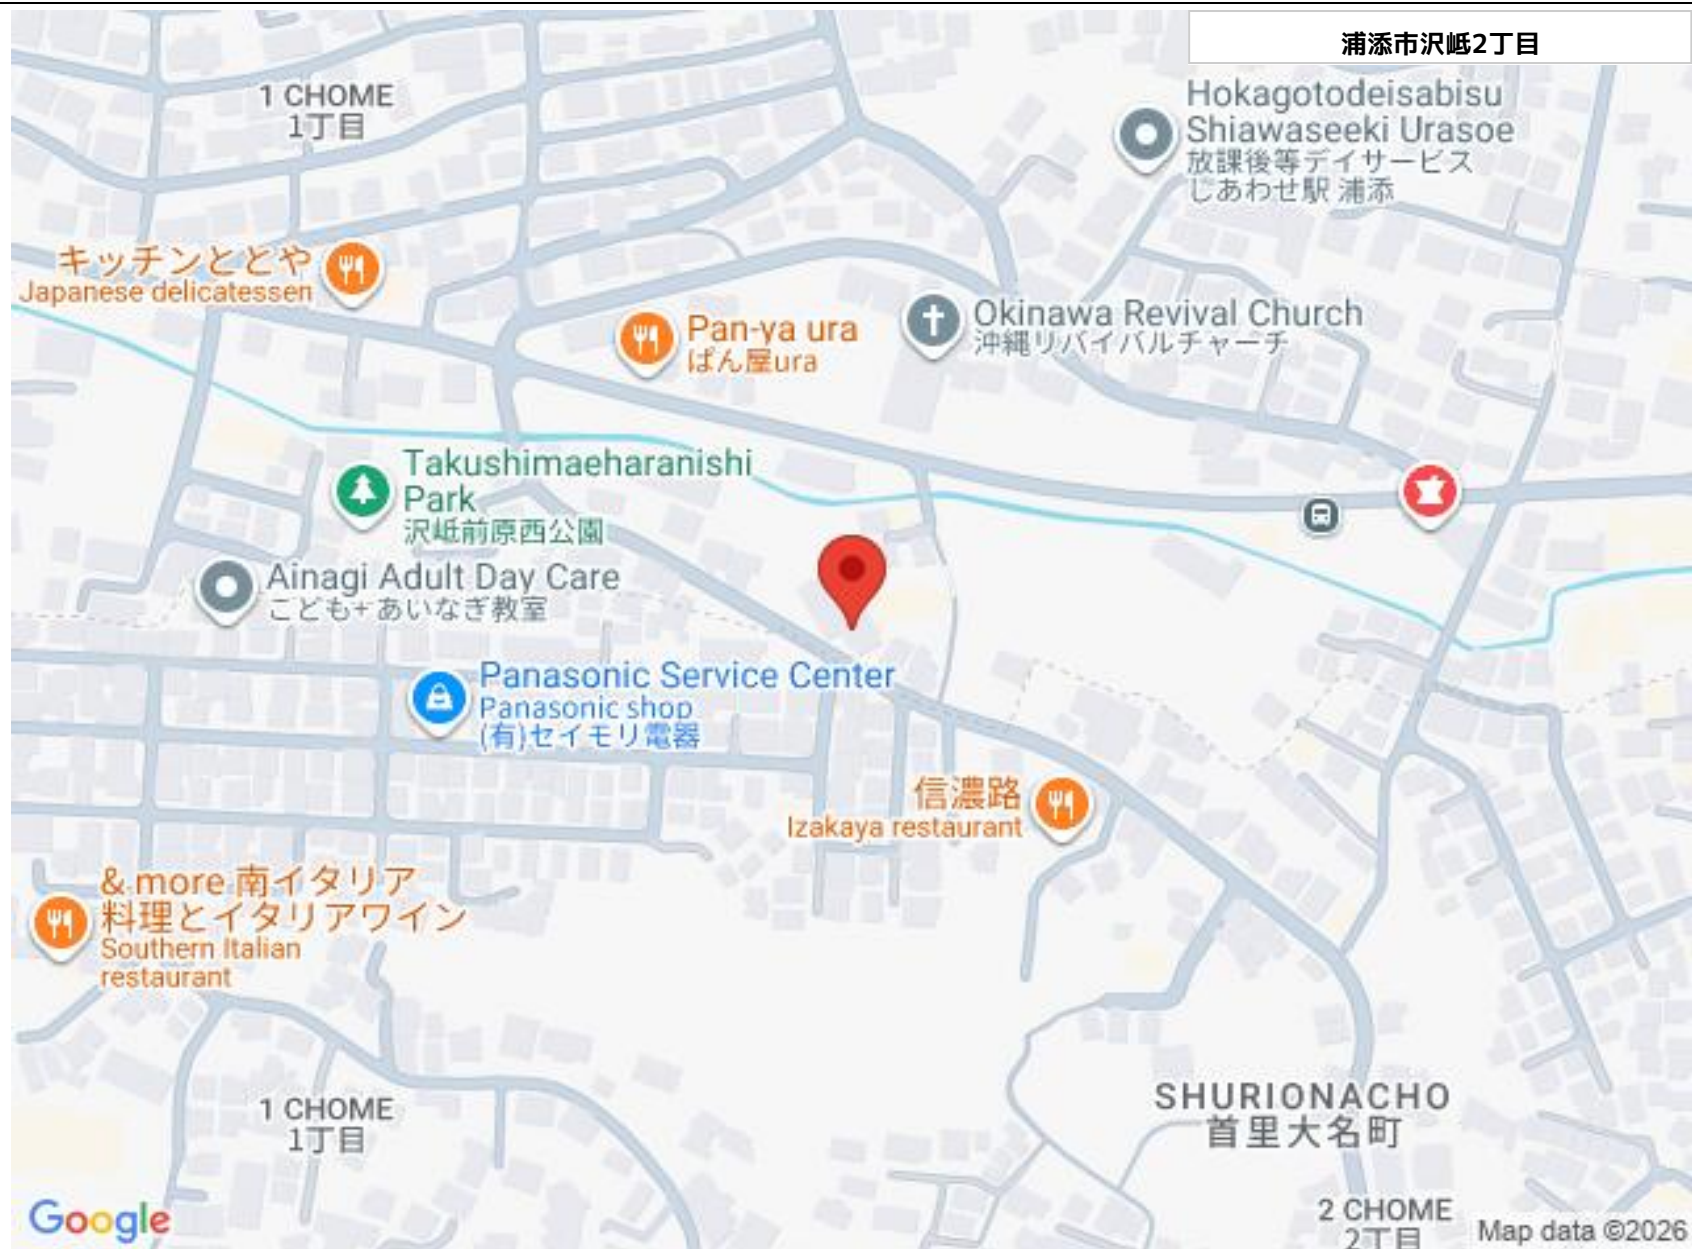 浦添市沢岻2丁目
1 CHOME
1丁目
Hokagotodeisabisu
Shiawaseeki Urasoe
放課後等デイサービス
しあわせ駅 浦添
キッチンととや
Japanese delicatessen
Pan-ya ura
ぱん屋ura
Okinawa Revival Church
沖縄リバイバルチャーチ
Takushimaeharanishi
Park
沢岻前原西公園
Ainagi Adult Day Care
こども+ あいなぎ教室
Panasonic Service Center
Panasonic shop
(有)セイモリ電器
信濃路
Izakaya restaurant
& more 南イタリア
料理とイタリアワイン
Southern Italian
restaurant
1 CHOME
1丁目
SHURIONACHO
首里大名町
2 CHOME
2丁目
Google
Map data ©2026